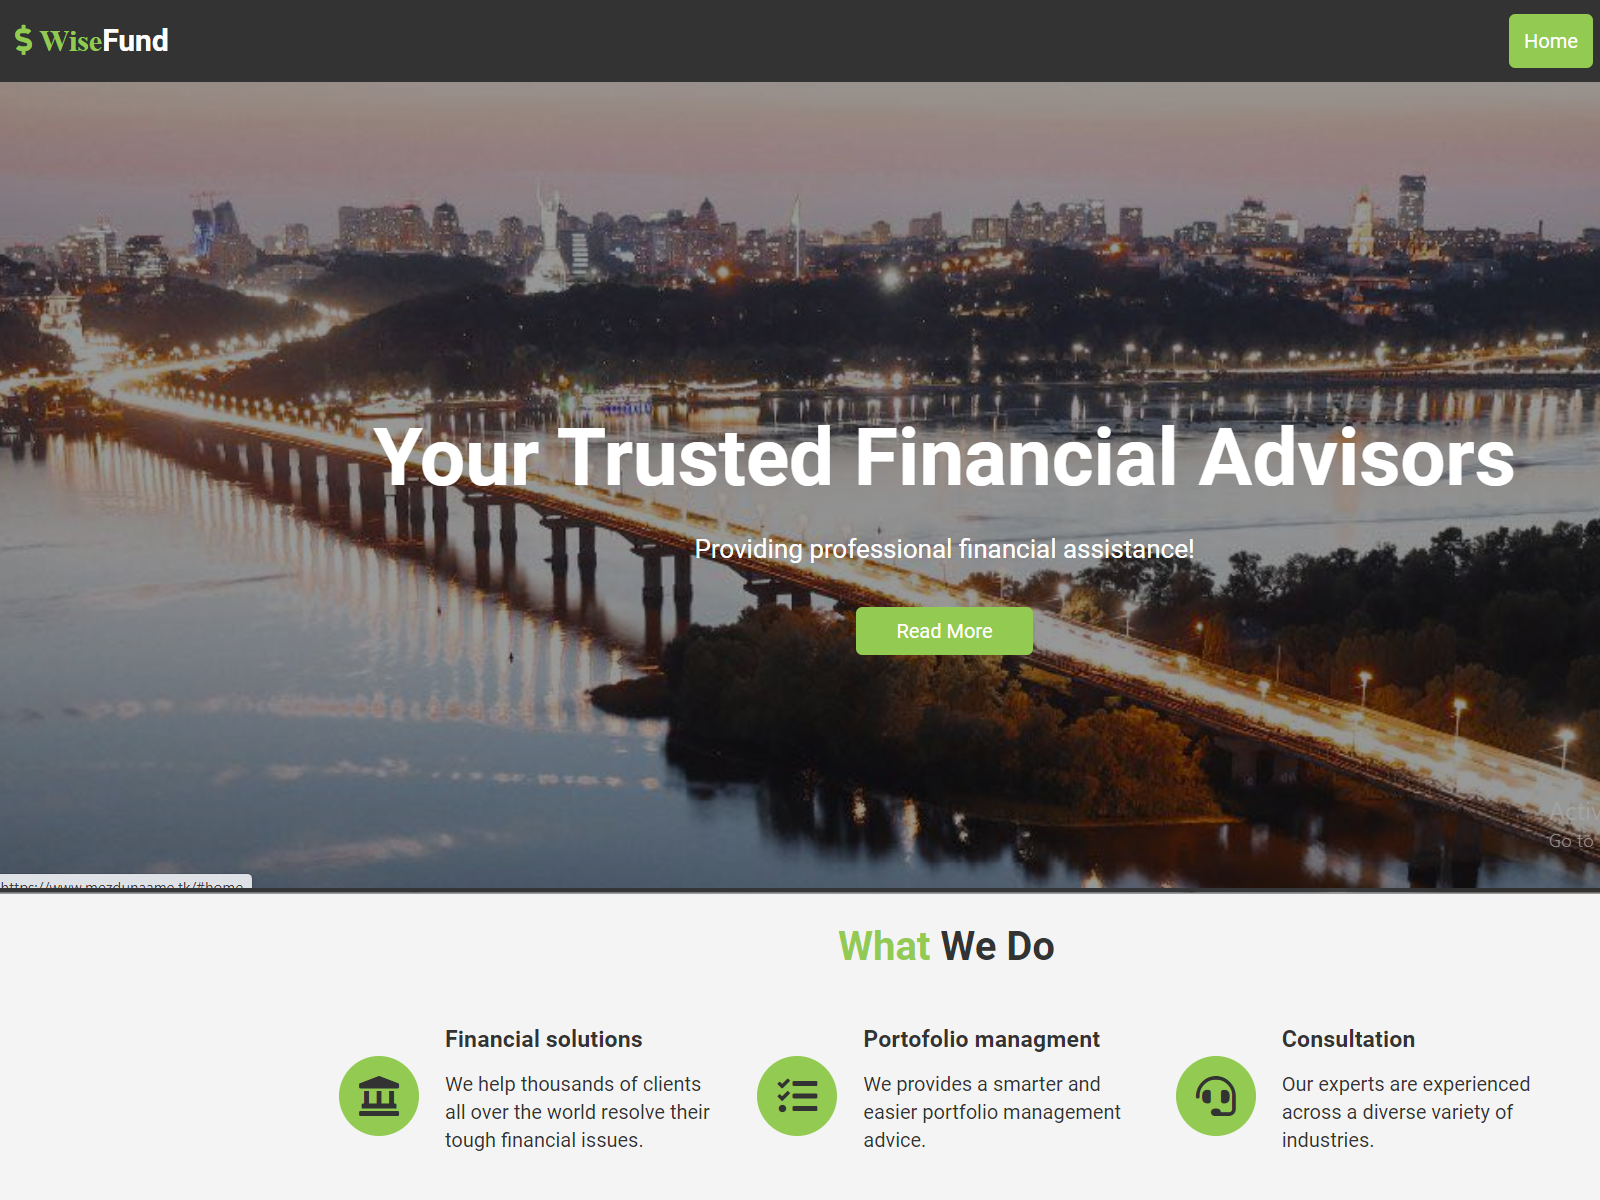 $ WiseFund
Home
Your Trusted Financial Advisors
Providing professional financial assistance!
Read More
Go to
https://www.mezdunaame.tk/#home
What We Do
Financial solutions
We help thousands of clients
all over the world resolve their
tough financial issues.
Portofolio managment
We provides a smarter and
easier portfolio management
advice.
Consultation
Our experts are experienced
across a diverse variety of
industries.